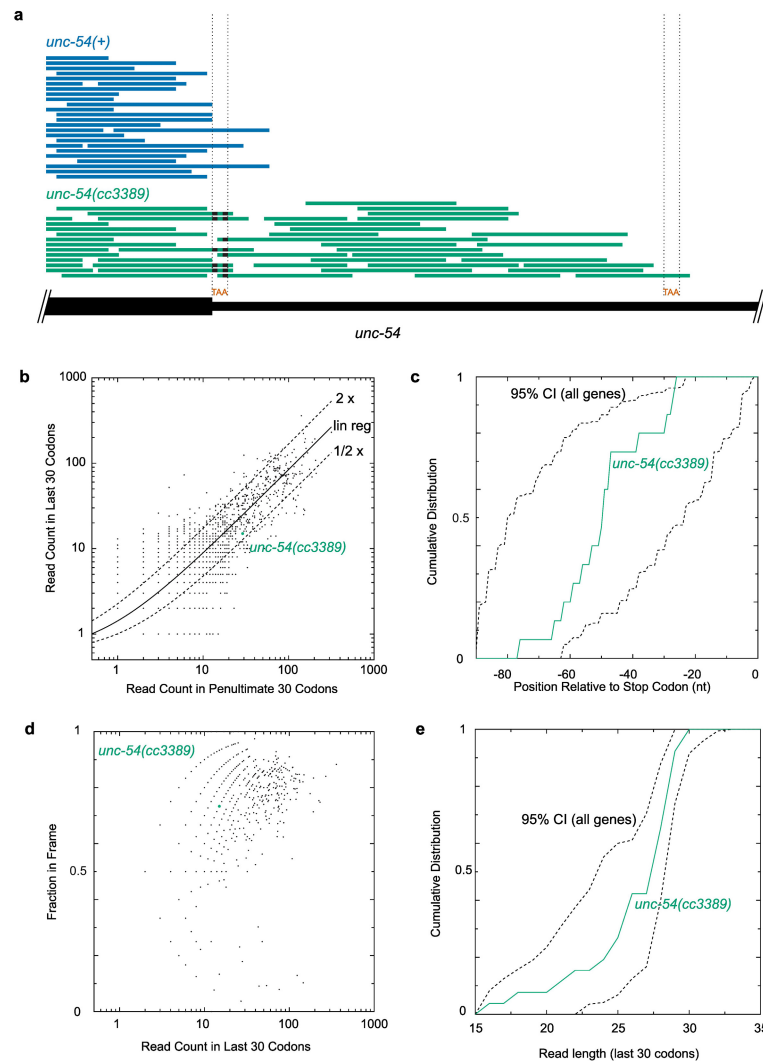 a
unc-54(+)
unc-54(cc3389)
TAA
TAA
unc-54
b
1000
100
10
1
1
10
100
1000
2 x
lin reg
1/2 x
unc-54(cc3389)
Read Count in Last 30 Codons
Read Count in Penultimate 30 Codons
c
1
0.5
0
-80
-60
-40
-20
0
95% CI (all genes)
unc-54(cc3389)
Cumulative Distribution
Position Relative to Stop Codon (nt)
d
1
0.5
0
1
10
100
1000
unc-54(cc3389)
Fraction in Frame
Read Count in Last 30 Codons
e
1
0.5
0
15
20
25
30
35
95% CI (all genes)
unc-54(cc3389)
Cumulative Distribution
Read length (last 30 codons)